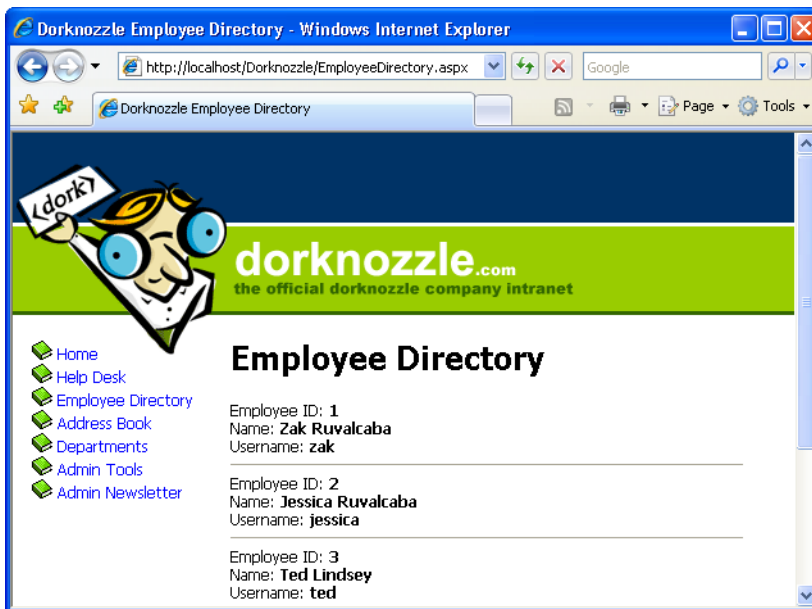 Dorknozzle Employee Directory - Windows Internet Explorer
http://localhost/Dorknozzle/EmployeeDirectory.aspx
Google
Dorknozzle Employee Directory
Page
Tools
<dork>
dorknozzle.com
the official dorknozzle company intranet
Home
Help Desk
Employee Directory
Address Book
Departments
Admin Tools
Admin Newsletter
Employee Directory
Employee ID: 1
Name: Zak Ruvalcaba
Username: zak
Employee ID: 2
Name: Jessica Ruvalcaba
Username: jessica
Employee ID: 3
Name: Ted Lindsey
Username: ted